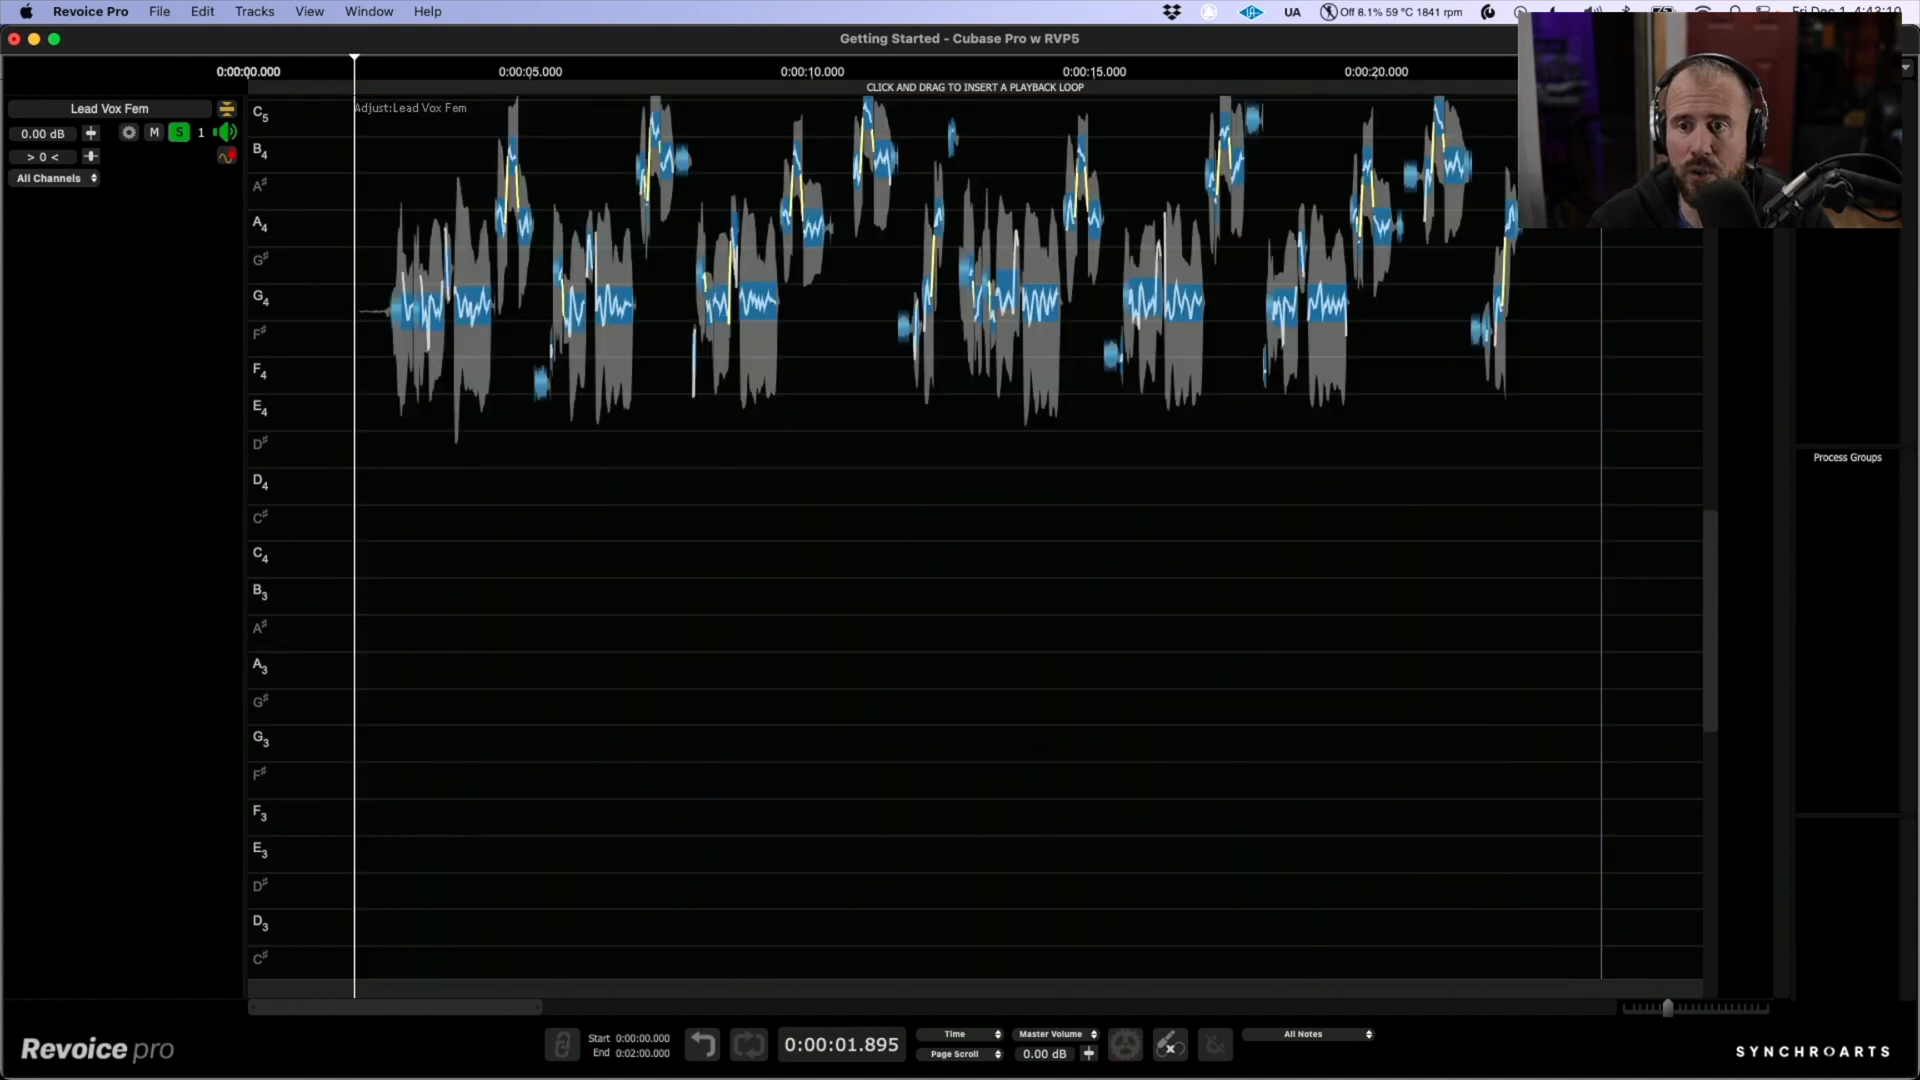 Revoice Pro File Edit Tracks View Window Help
UA Off 8.1% 59 °C 1841 rpm
Getting Started - Cubase Pro w RVP5
0:00:00.000 0:00:05.000 0:00:10.000 0:00:15.000 0:00:20.000
CLICK AND DRAG TO INSERT A PLAYBACK LOOP
Lead Vox Fem
Adjust:Lead Vox Fem
0.00 dB M S 1
> 0 <
All Channels
C5
B4
A#
A4
G#
G4
F#
F4
E4
D#
D4
C#
C4
B3
A#
A3
G#
G3
F#
F3
E3
D#
D3
C#
Process Groups
Revoice pro
Start 0:00:00.000
End 0:02:00.000
0:00:01.895
Time
Page Scroll
Master Volume
0.00 dB
All Notes
SYNCHROARTS